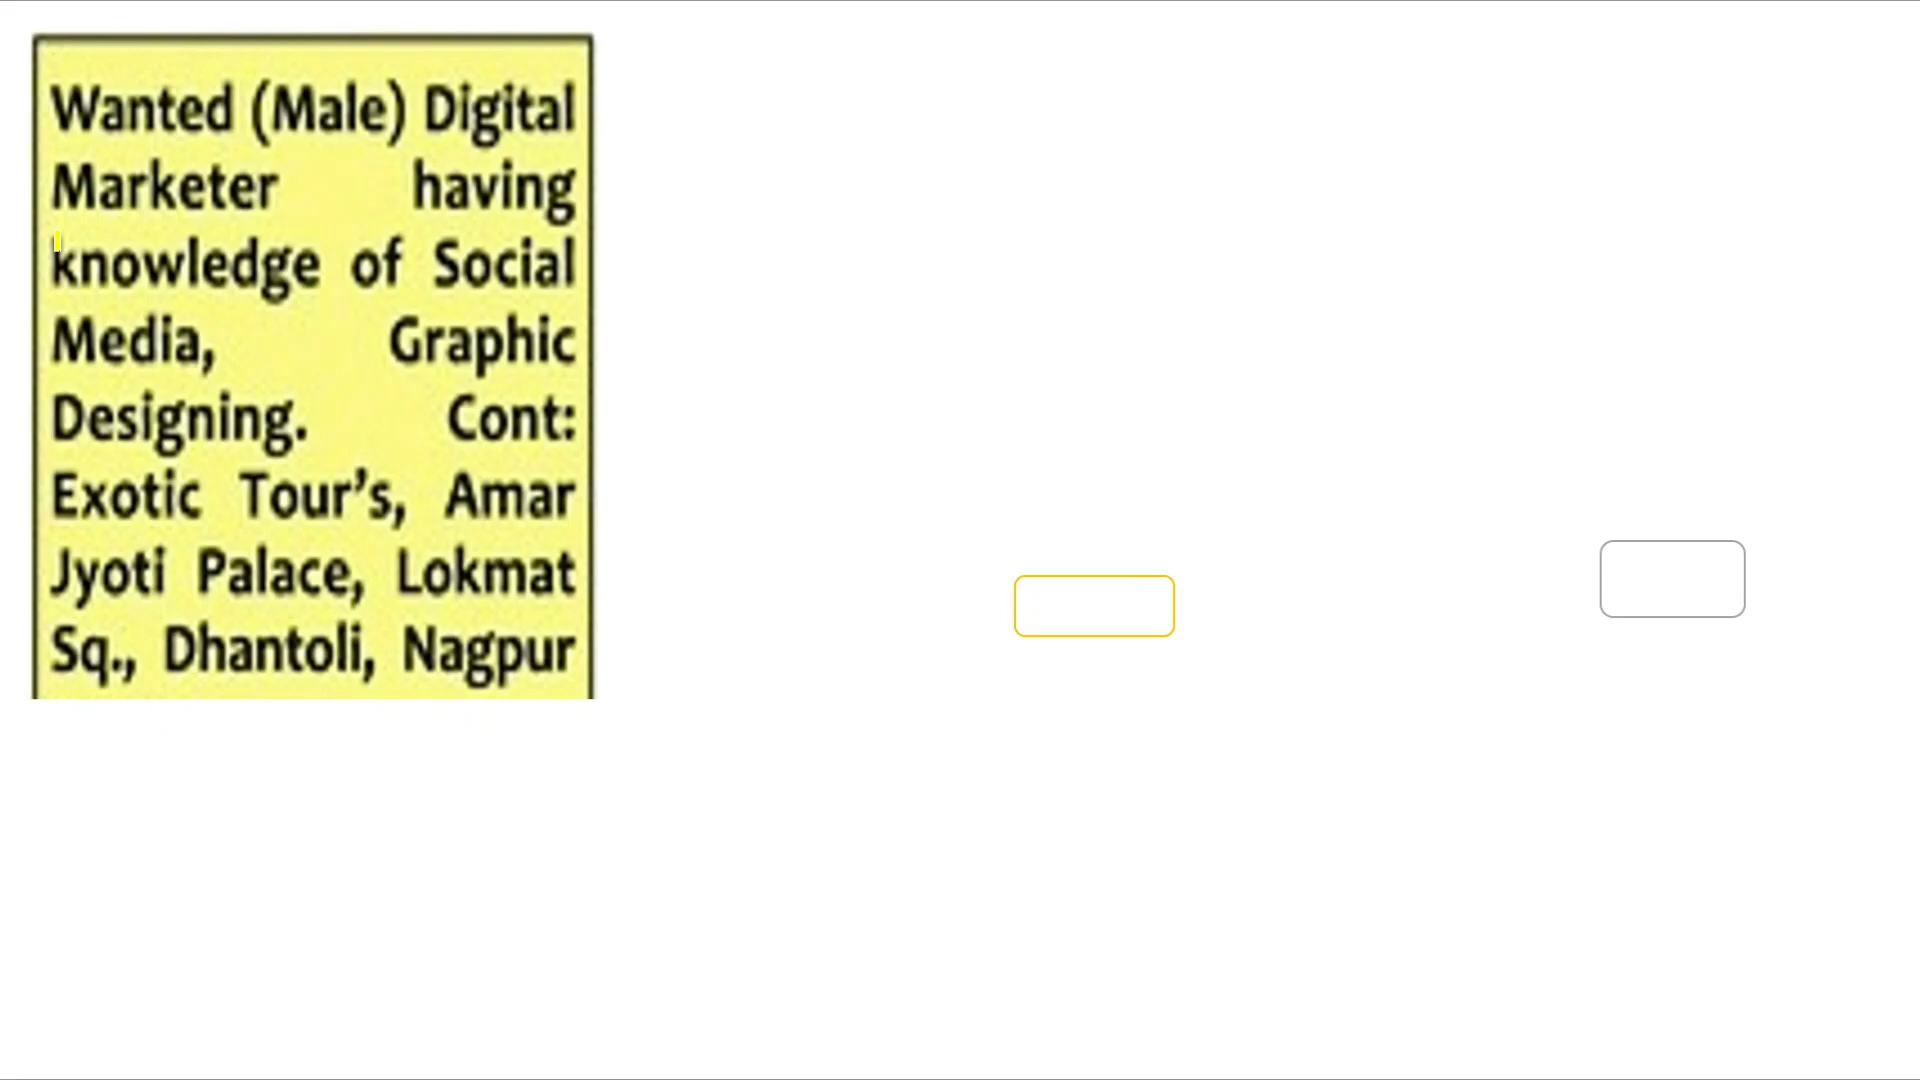 Wanted (Male) Digital
Marketer having
knowledge of Social
Media, Graphic
Designing. Cont:
Exotic Tour's, Amar
Jyoti Palace, Lokmat
Sq., Dhantoli, Nagpur